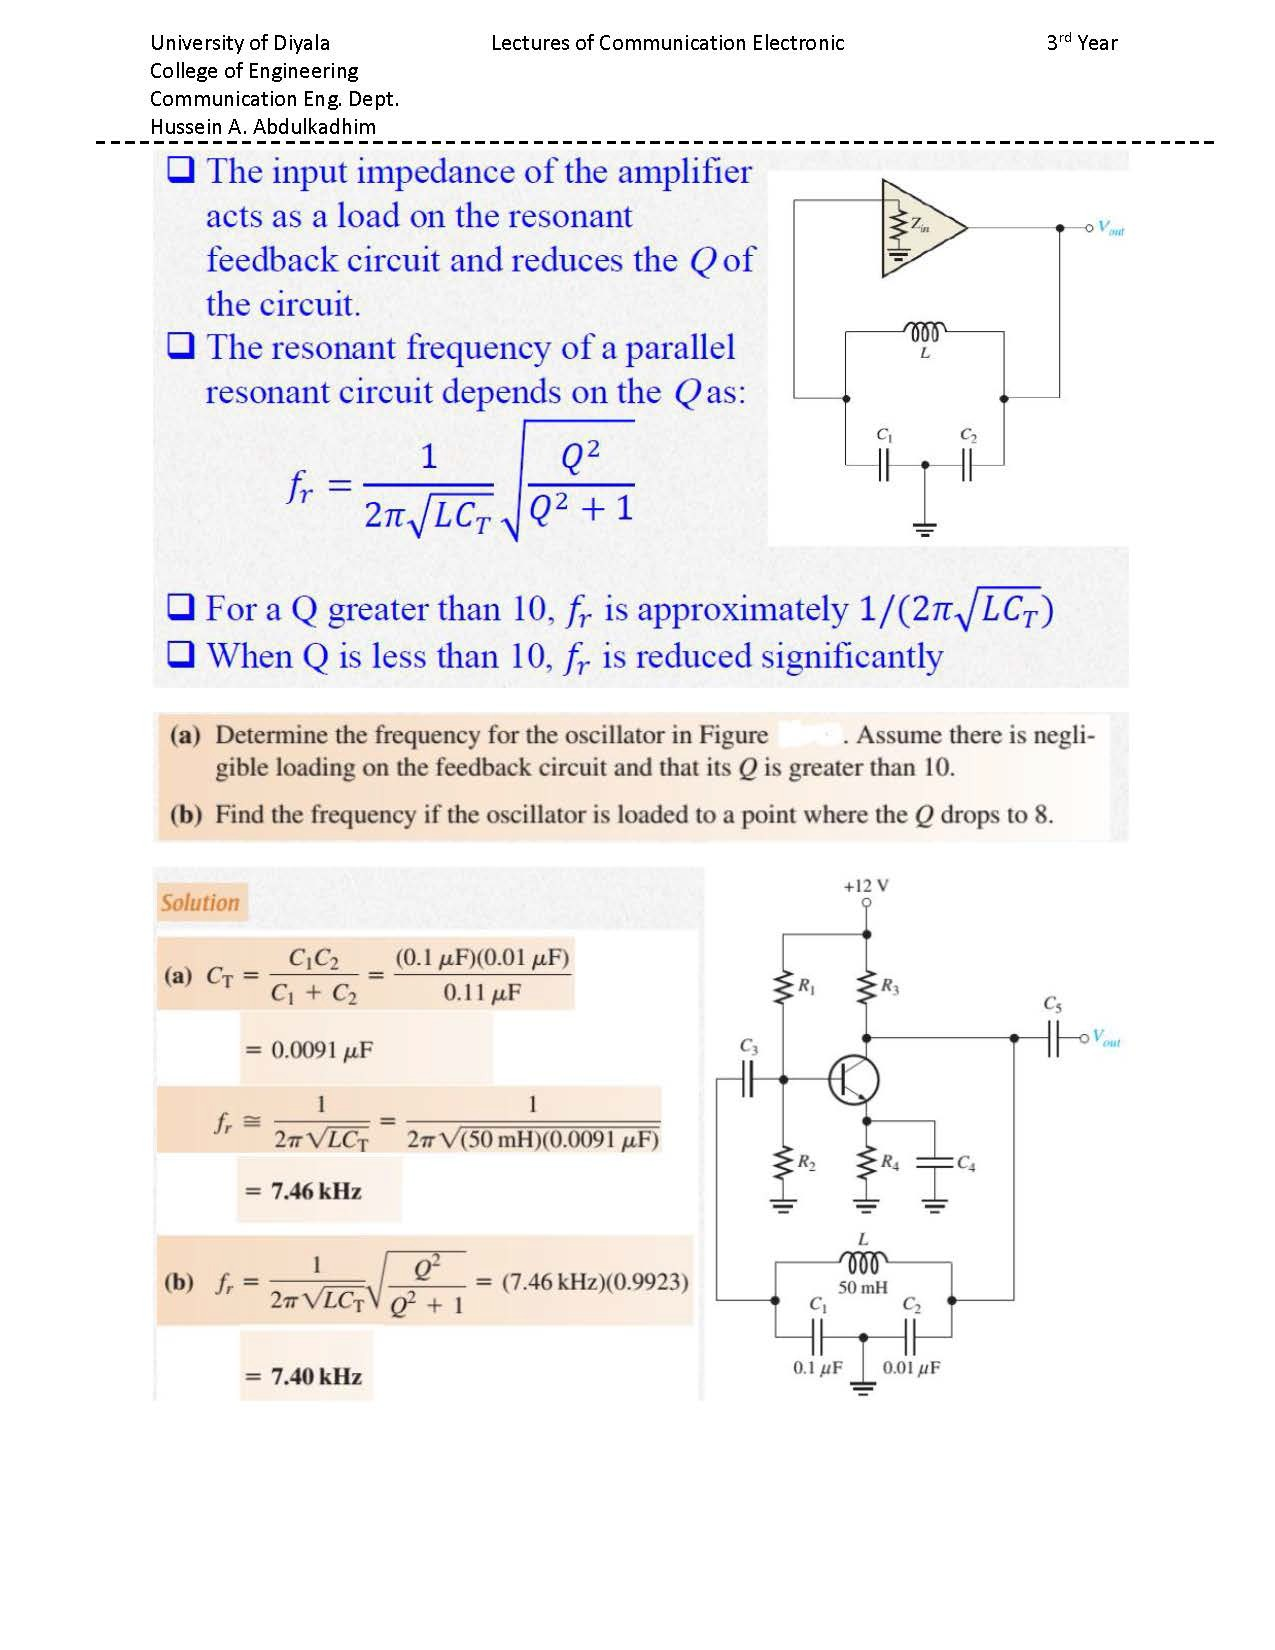 University of Diyala Lectures of Communication Electronic 3rd Year
College of Engineering
Communication Eng. Dept.
Hussein A. Abdulkadhim
❑ The input impedance of the amplifier
acts as a load on the resonant
feedback circuit and reduces the Q of
the circuit.
❑ The resonant frequency of a parallel
resonant circuit depends on the Q as:
fr = 1/(2π√(LC_T)) √(Q²/(Q² + 1))
Zin
Vout
L
C1 C2
❑ For a Q greater than 10, fr is approximately 1/(2π√LC_T)
❑ When Q is less than 10, fr is reduced significantly
(a) Determine the frequency for the oscillator in Figure . Assume there is negli-
gible loading on the feedback circuit and that its Q is greater than 10.
(b) Find the frequency if the oscillator is loaded to a point where the Q drops to 8.
Solution
(a) C_T = C1C2/(C1 + C2) = (0.1 μF)(0.01 μF)/0.11 μF
= 0.0091 μF
fr ≅ 1/(2π√LC_T) = 1/(2π√(50 mH)(0.0091 μF))
= 7.46 kHz
(b) fr = 1/(2π√LC_T) √(Q²/(Q² + 1)) = (7.46 kHz)(0.9923)
= 7.40 kHz
+12 V
R1 R3
C5
Vout
C3
R2 R4 C4
L
50 mH
C1 C2
0.1 μF 0.01 μF